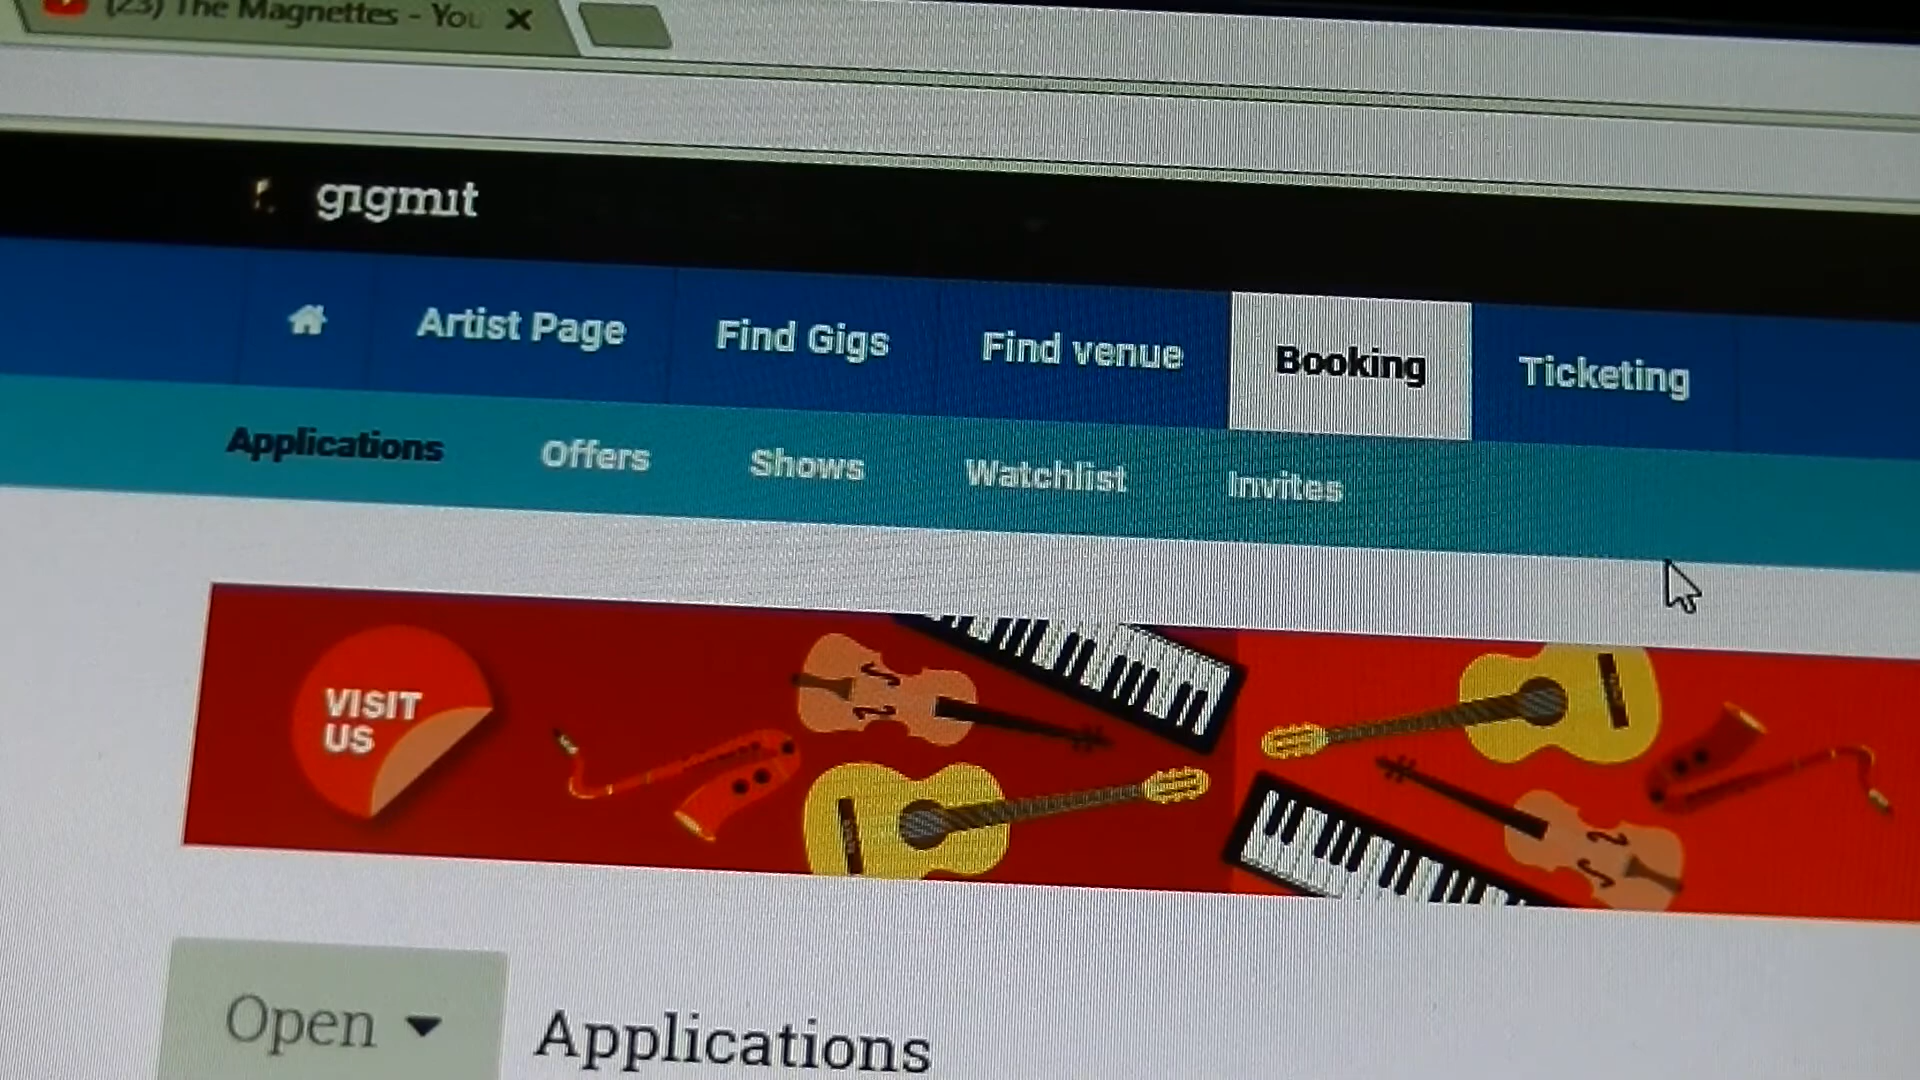 (23) The Magnettes - You
gigmit
Artist Page Find Gigs Find venue Booking Ticketing
Applications Offers Shows Watchlist Invites
VISIT
US
Open Applications